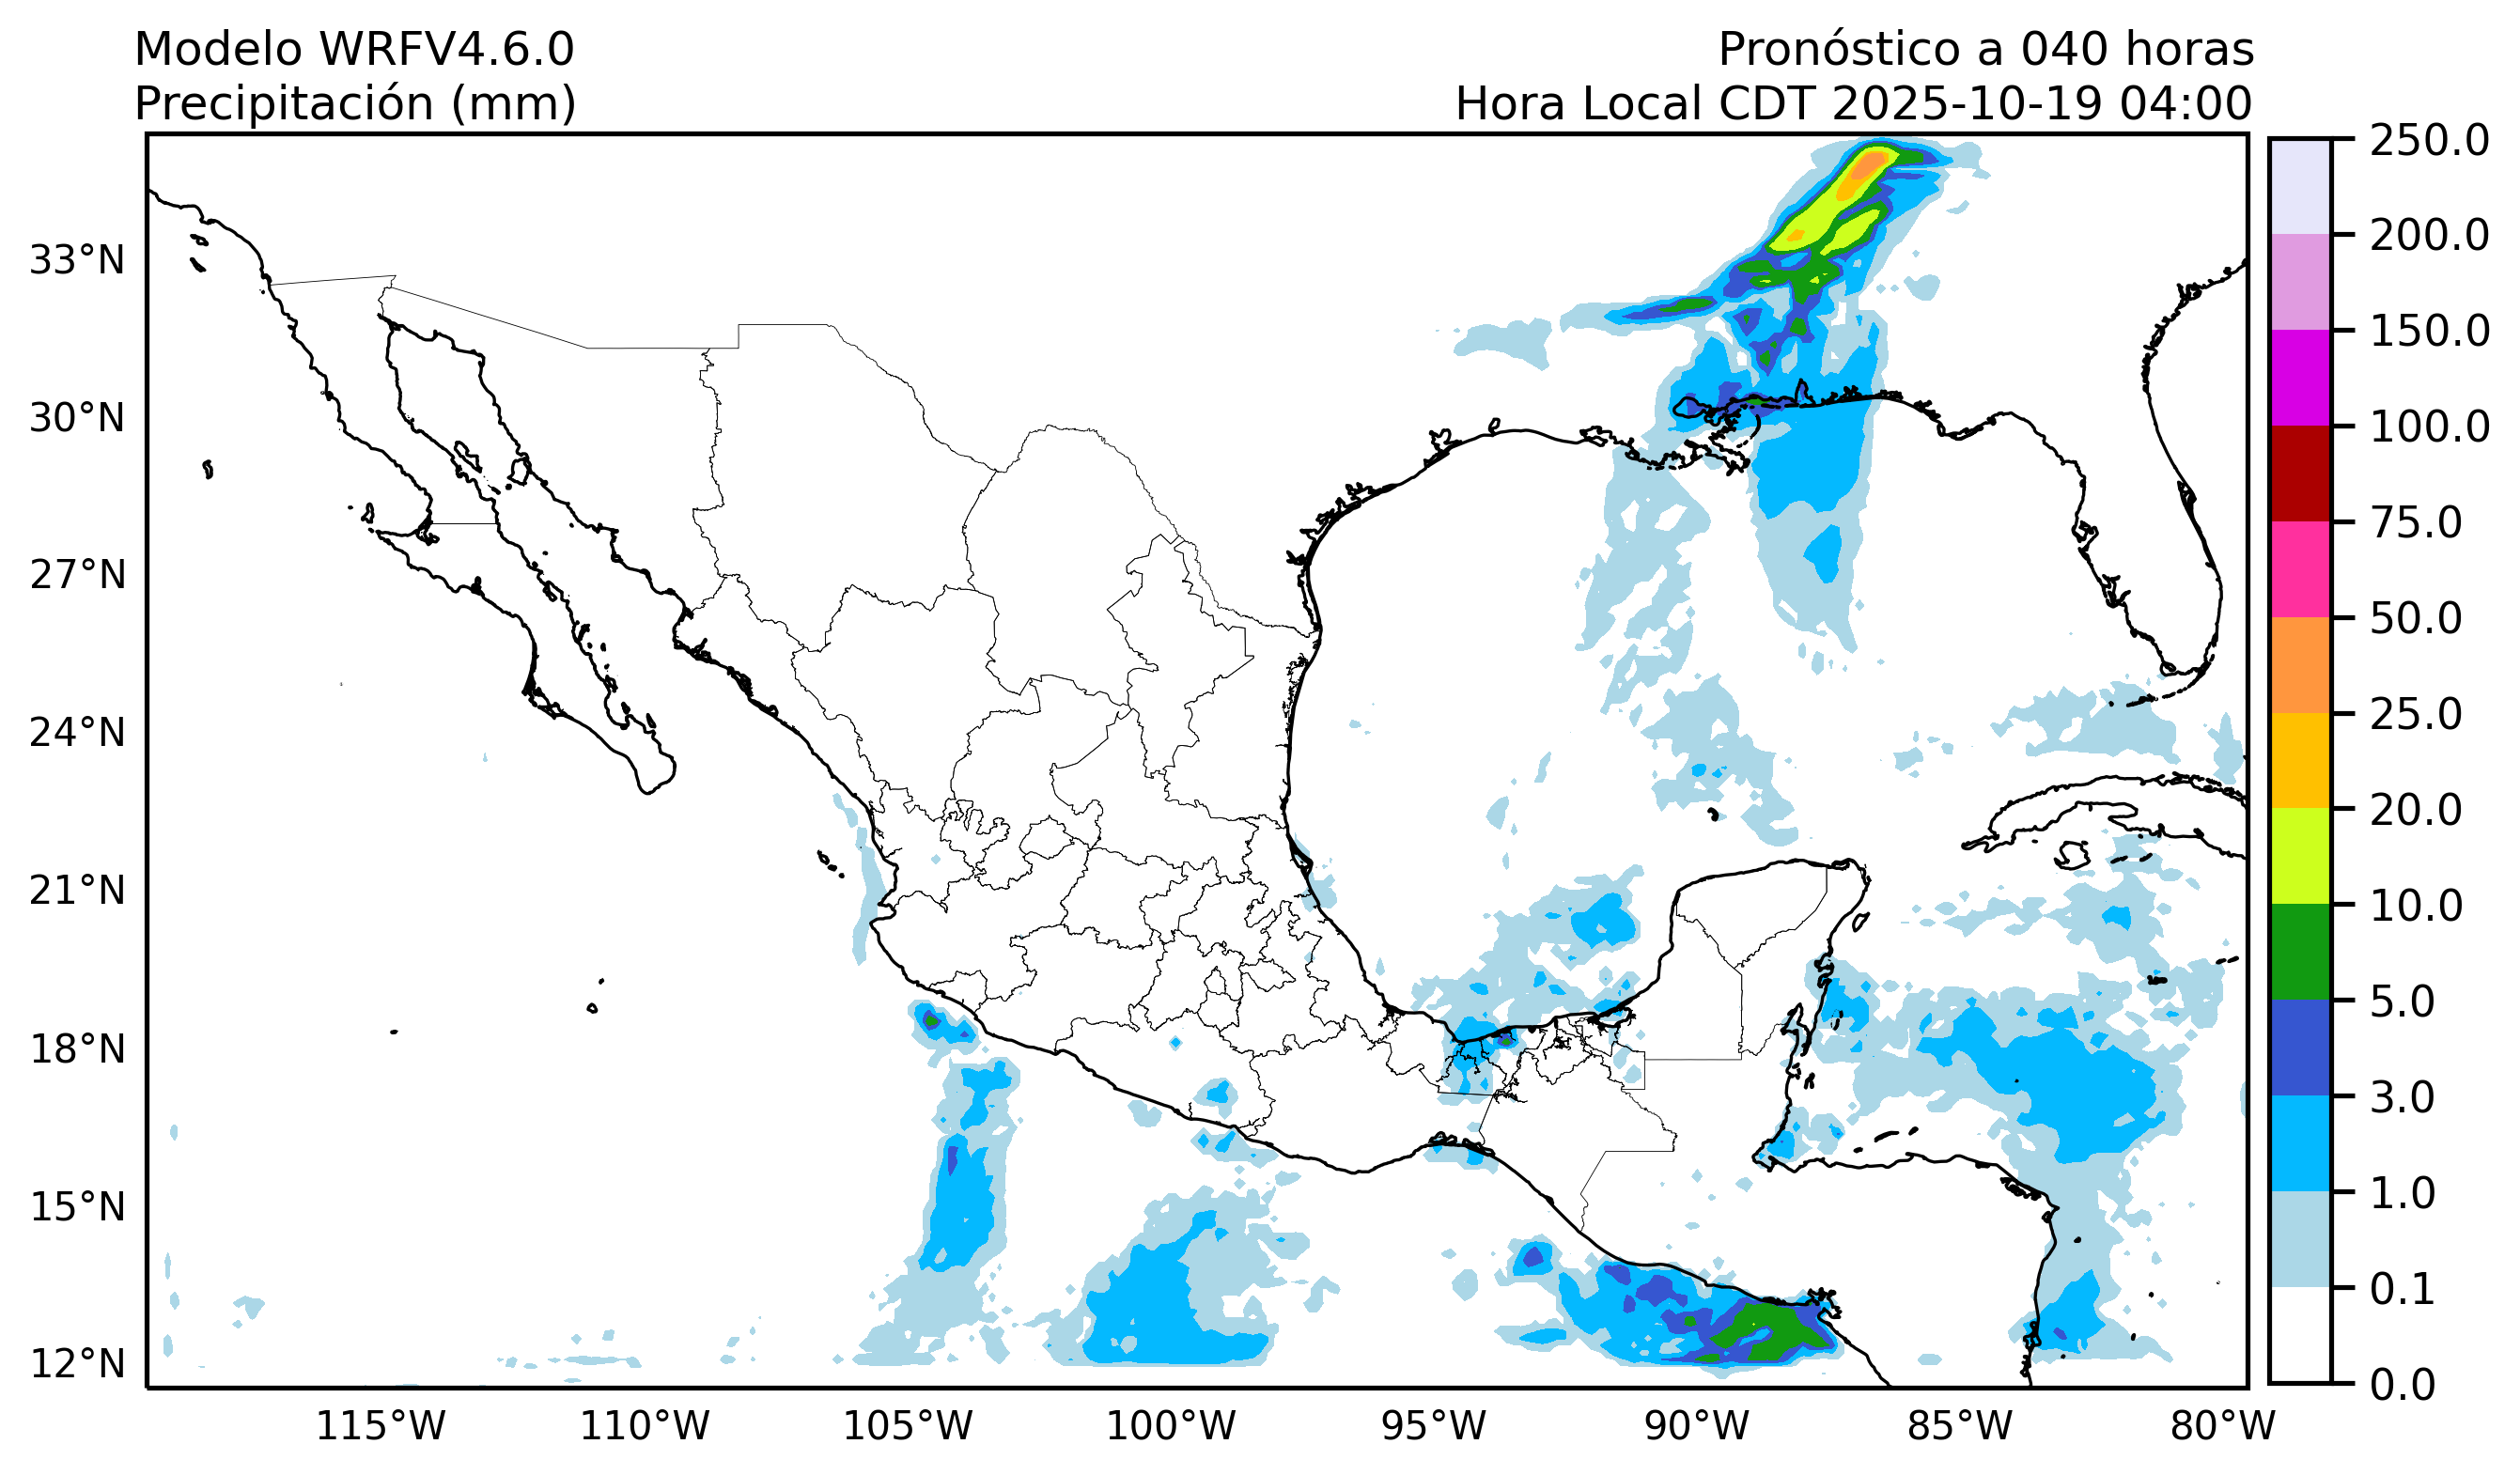 Modelo WRFV4.6.0
Precipitación (mm)
Pronóstico a 040 horas
Hora Local CDT 2025-10-19 04:00
33°N
30°N
27°N
24°N
21°N
18°N
15°N
12°N
115°W
110°W
105°W
100°W
95°W
90°W
85°W
80°W
250.0
200.0
150.0
100.0
75.0
50.0
25.0
20.0
10.0
5.0
3.0
1.0
0.1
0.0